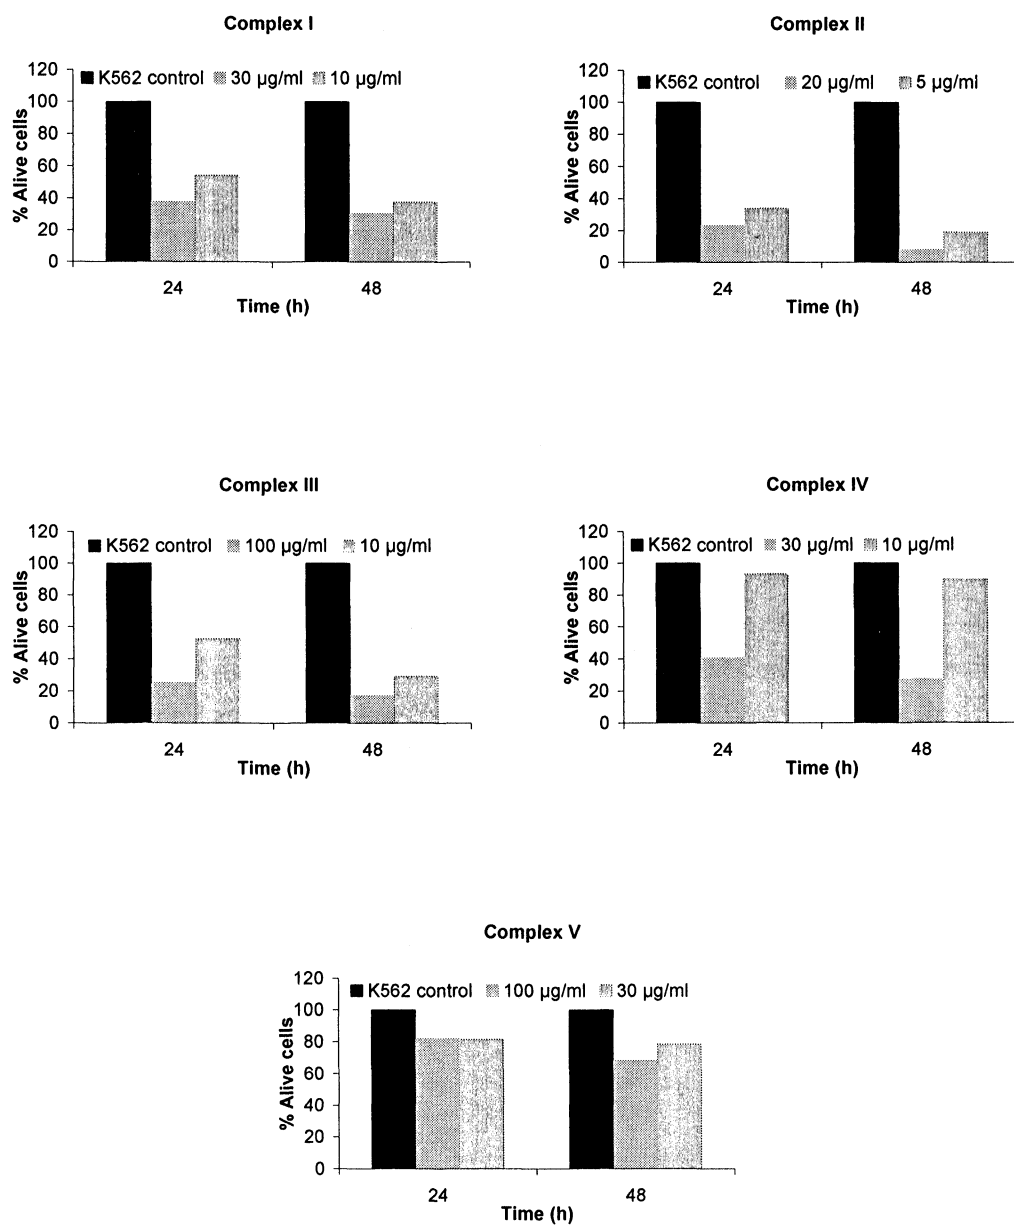 Complex I
120
K562 control 30 µg/ml 10 µg/ml
100
80
60
40
20
0
% Alive cells
24 48
Time (h)
Complex II
120
K562 control 20 µg/ml 5 µg/ml
100
80
60
40
20
0
% Alive cells
24 48
Time (h)
Complex III
120
K562 control 100 µg/ml 10 µg/ml
100
80
60
40
20
0
% Alive cells
24 48
Time (h)
Complex IV
120
K562 control 30 µg/ml 10 µg/ml
100
80
60
40
20
0
% Alive cells
24 48
Time (h)
Complex V
120
K562 control 100 µg/ml 30 µg/ml
100
80
60
40
20
0
% Alive cells
24 48
Time (h)